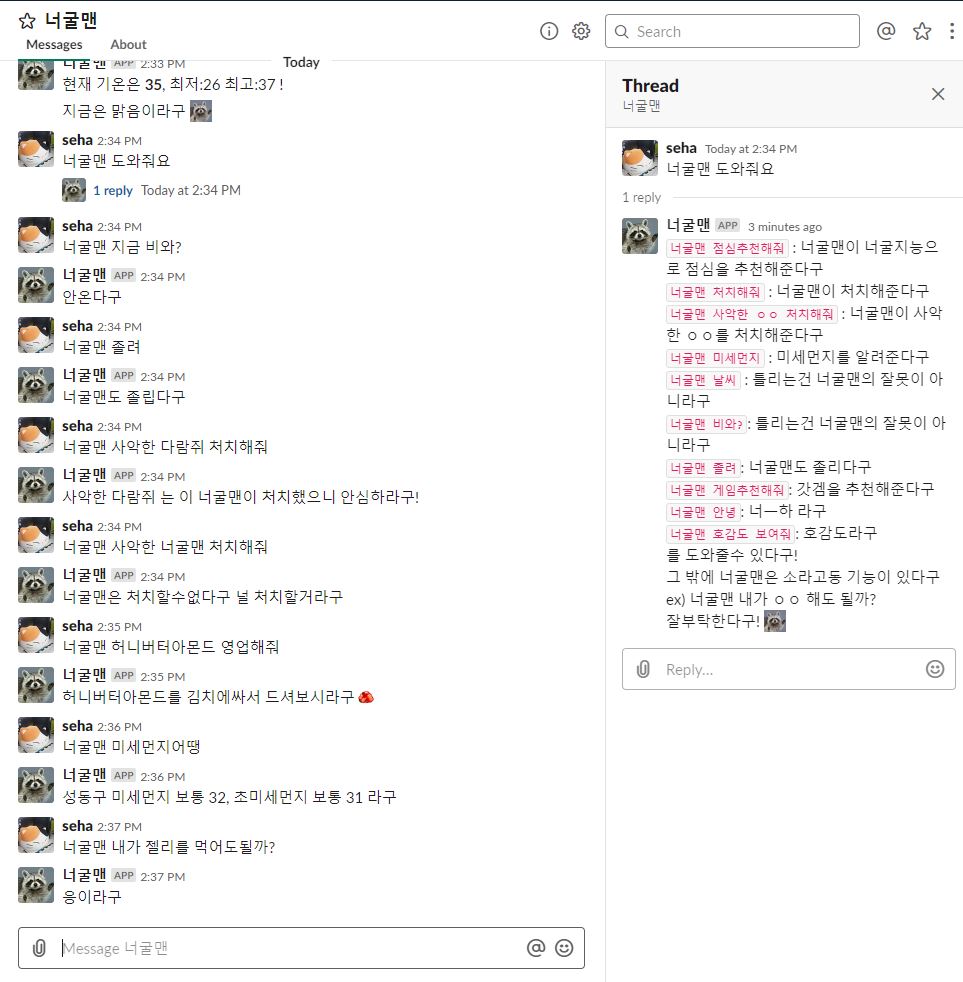 너굴맨
Messages About
Search
너굴맨 APP 2:33 PM
Today
현재 기온은 35, 최저:26 최고:37 !
지금은 맑음이라구
seha 2:34 PM
너굴맨 도와줘요
1 reply Today at 2:34 PM
seha 2:34 PM
너굴맨 지금 비와?
너굴맨 APP 2:34 PM
안온다구
seha 2:34 PM
너굴맨 졸려
너굴맨 APP 2:34 PM
너굴맨도 졸립다구
seha 2:34 PM
너굴맨 사악한 다람쥐 처치해줘
너굴맨 APP 2:34 PM
사악한 다람쥐 는 이 너굴맨이 처치했으니 안심하라구!
seha 2:34 PM
너굴맨 사악한 너굴맨 처치해줘
너굴맨 APP 2:34 PM
너굴맨은 처치할수없다구 널 처치할거라구
seha 2:35 PM
너굴맨 허니버터아몬드 영업해줘
너굴맨 APP 2:35 PM
허니버터아몬드를 김치에싸서 드셔보시라구
seha 2:36 PM
너굴맨 미세먼지어땡
너굴맨 APP 2:36 PM
성동구 미세먼지 보통 32, 초미세먼지 보통 31 라구
seha 2:37 PM
너굴맨 내가 젤리를 먹어도될까?
너굴맨 APP 2:37 PM
응이라구
Message 너굴맨
Thread
너굴맨
seha Today at 2:34 PM
너굴맨 도와줘요
1 reply
너굴맨 APP 3 minutes ago
너굴맨 점심추천해줘 : 너굴맨이 너굴지능으
로 점심을 추천해준다구
너굴맨 처치해줘 : 너굴맨이 처치해준다구
너굴맨 사악한 ㅇㅇ 처치해줘 : 너굴맨이 사악
한 ㅇㅇ를 처치해준다구
너굴맨 미세먼지 : 미세먼지를 알려준다구
너굴맨 날씨 : 틀리는건 너굴맨의 잘못이 아
니라구
너굴맨 비와?: 틀리는건 너굴맨의 잘못이 아
니라구
너굴맨 졸려: 너굴맨도 졸리다구
너굴맨 게임추천해줘: 갓겜을 추천해준다구
너굴맨 안녕: 너ㅡ하 라구
너굴맨 호감도 보여줘: 호감도라구
를 도와줄수 있다구!
그 밖에 너굴맨은 소라고동 기능이 있다구
ex) 너굴맨 내가 ㅇㅇ 해도 될까?
잘부탁한다구!
Reply...